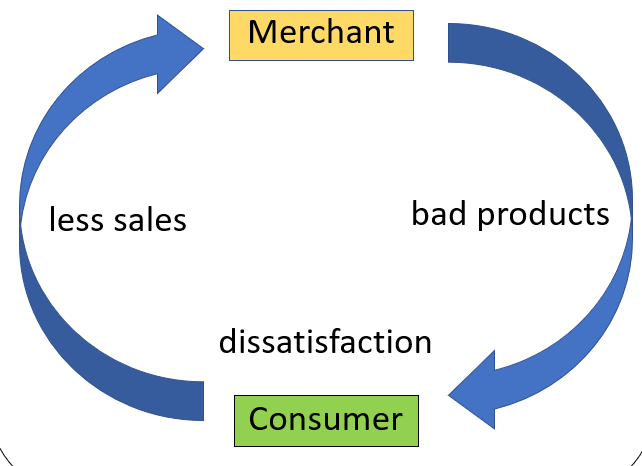 Merchant
less sales
bad products
dissatisfaction
Consumer